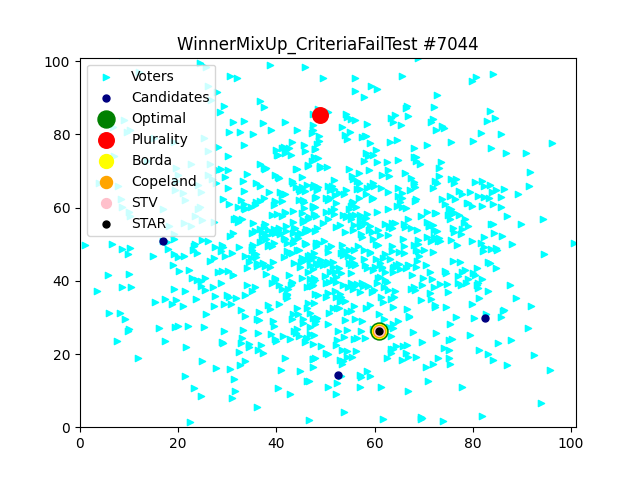 WinnerMixUp_CriteriaFailTest #7044
100
80
60
40
20
0
0 20 40 60 80 100
Voters
Candidates
Optimal
Plurality
Borda
Copeland
STV
STAR